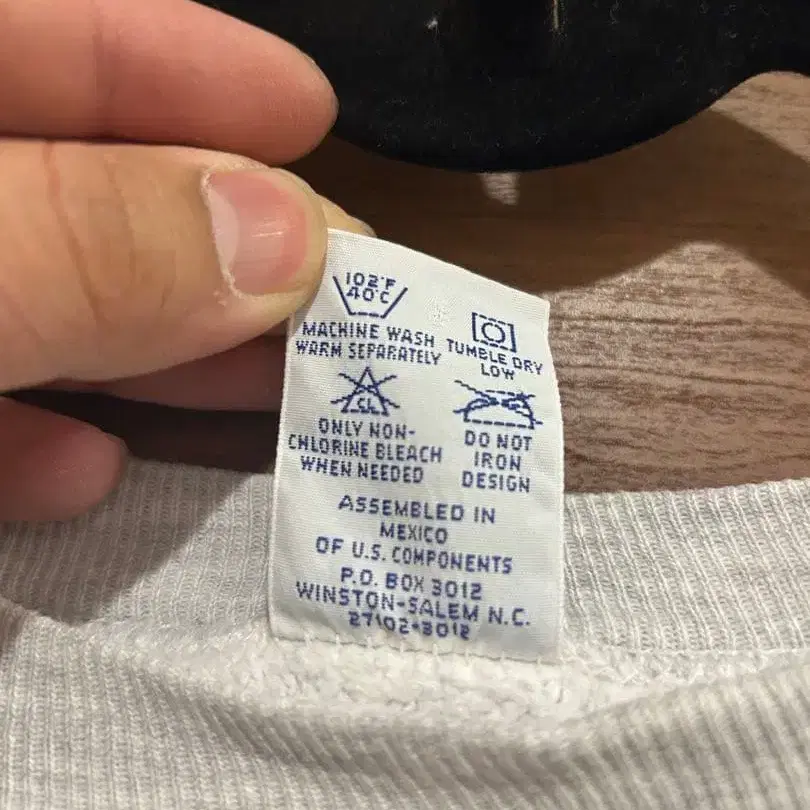 102°F
40°C
MACHINE WASH
WARM SEPARATELY
TUMBLE DRY
LOW
CL
ONLY NON-
CHLORINE BLEACH
WHEN NEEDED
DO NOT
IRON
DESIGN
ASSEMBLED IN
MEXICO
OF U.S. COMPONENTS
P.O. BOX 3012
WINSTON-SALEM N.C.
27102-3012